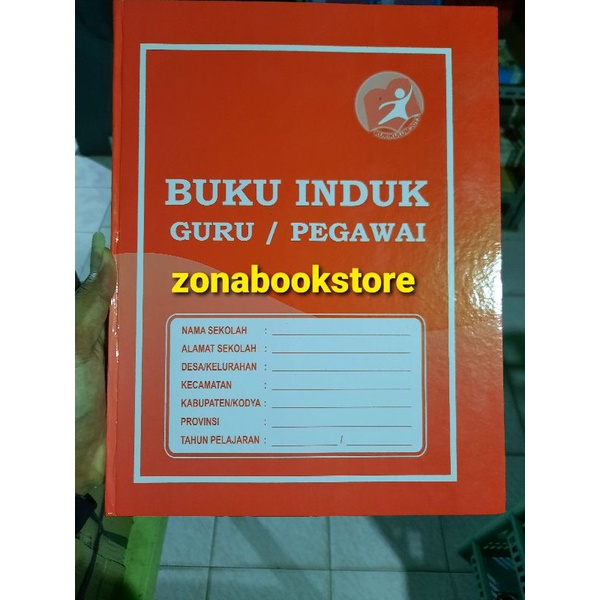 BUKU INDUK
GURU / PEGAWAI
zonabookstore
NAMA SEKOLAH :
ALAMAT SEKOLAH :
DESA/KELURAHAN :
KECAMATAN :
KABUPATEN/KODYA :
PROVINSI :
TAHUN PELAJARAN : /